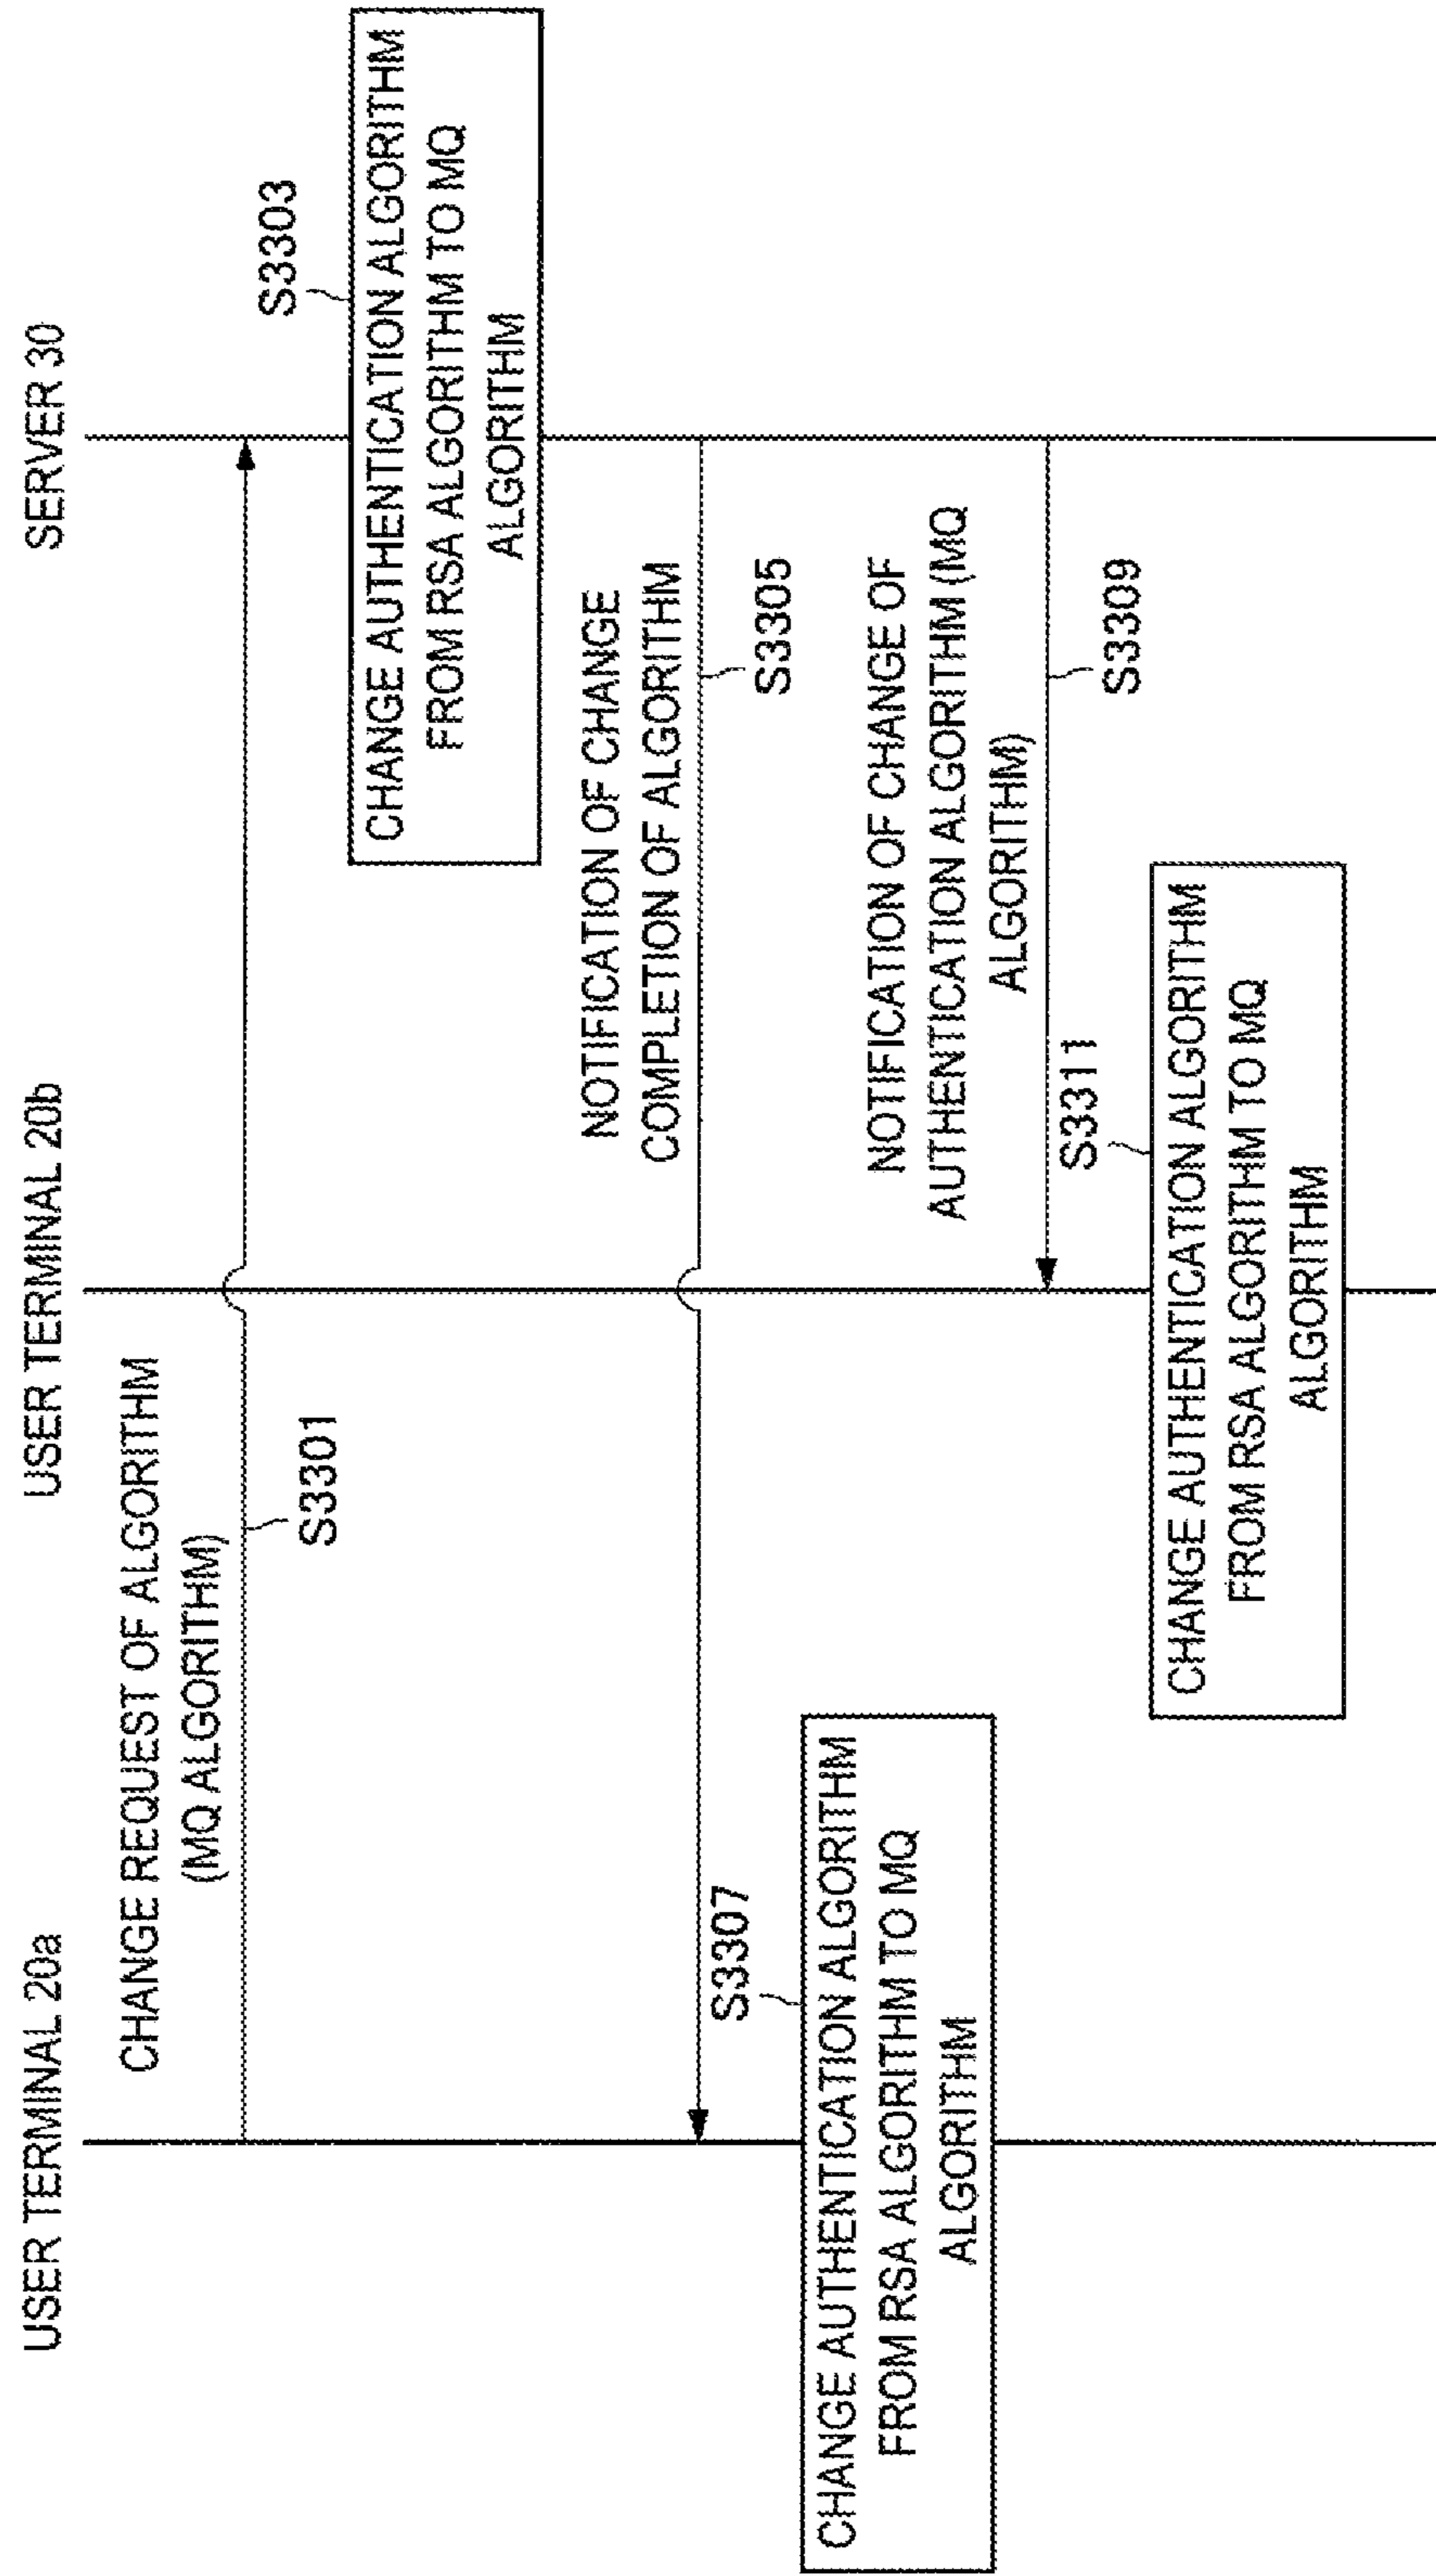 USER TERMINAL 20a
USER TERMINAL 20b
SERVER 30
CHANGE REQUEST OF ALGORITHM
(MQ ALGORITHM)
S3301
S3303
CHANGE AUTHENTICATION ALGORITHM
FROM RSA ALGORITHM TO MQ
ALGORITHM
NOTIFICATION OF CHANGE
COMPLETION OF ALGORITHM
S3305
S3307
CHANGE AUTHENTICATION ALGORITHM
FROM RSA ALGORITHM TO MQ
ALGORITHM
NOTIFICATION OF CHANGE OF
AUTHENTICATION ALGORITHM (MQ
ALGORITHM)
S3309
S3311
CHANGE AUTHENTICATION ALGORITHM
FROM RSA ALGORITHM TO MQ
ALGORITHM